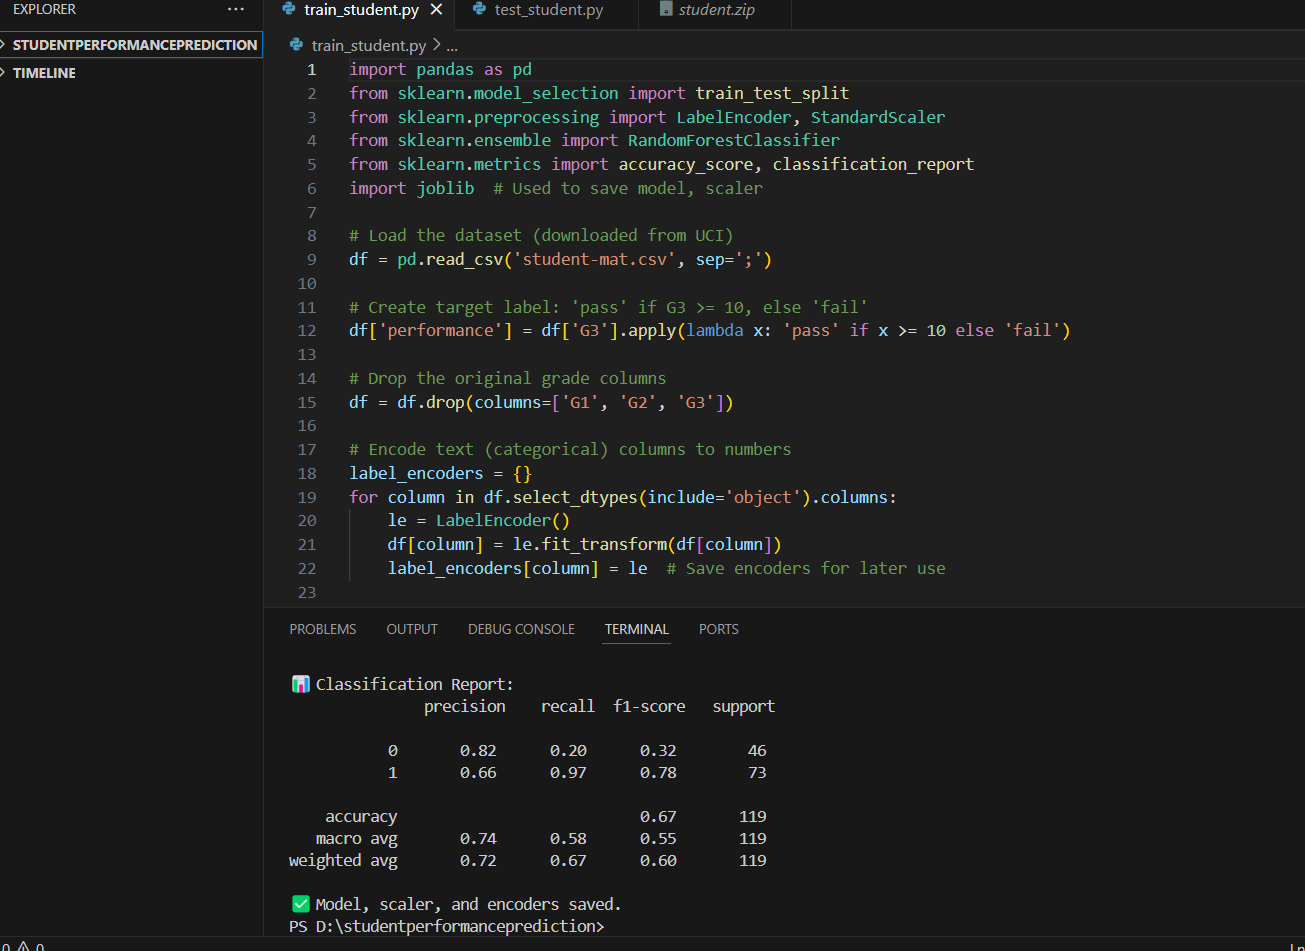 EXPLORER ...
STUDENTPERFORMANCEPREDICTION
TIMELINE
train_student.py
test_student.py
student.zip
train_student.py > ...
1 import pandas as pd
2 from sklearn.model_selection import train_test_split
3 from sklearn.preprocessing import LabelEncoder, StandardScaler
4 from sklearn.ensemble import RandomForestClassifier
5 from sklearn.metrics import accuracy_score, classification_report
6 import joblib  # Used to save model, scaler
7
8 # Load the dataset (downloaded from UCI)
9 df = pd.read_csv('student-mat.csv', sep=';')
10
11 # Create target label: 'pass' if G3 >= 10, else 'fail'
12 df['performance'] = df['G3'].apply(lambda x: 'pass' if x >= 10 else 'fail')
13
14 # Drop the original grade columns
15 df = df.drop(columns=['G1', 'G2', 'G3'])
16
17 # Encode text (categorical) columns to numbers
18 label_encoders = {}
19 for column in df.select_dtypes(include='object').columns:
20     le = LabelEncoder()
21     df[column] = le.fit_transform(df[column])
22     label_encoders[column] = le  # Save encoders for later use
23
PROBLEMS OUTPUT DEBUG CONSOLE TERMINAL PORTS
📊 Classification Report:
precision recall f1-score support
0 0.82 0.20 0.32 46
1 0.66 0.97 0.78 73
accuracy 0.67 119
macro avg 0.74 0.58 0.55 119
weighted avg 0.72 0.67 0.60 119
✅ Model, scaler, and encoders saved.
PS D:\studentperformanceprediction>